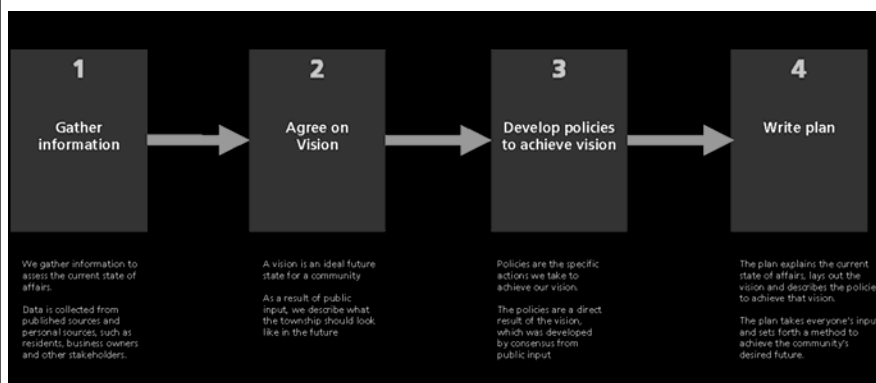 1
Gather
information
2
Agree on
Vision
3
Develop policies
to achieve vision
4
Write plan
We gather information to
assess the current state of
affairs.
Data is collected from
published sources and
personal sources, such as
residents, business owners
and other stakeholders.
A vision is an ideal future
state for a community
As a result of public
input, we describe what
the township should look
like in the future
Policies are the specific
actions we take to
achieve our vision.
The policies are a direct
result of the vision,
which was developed
by consensus from
public input
The plan explains the current
state of affairs, lays out the
vision and describes the policie
to achieve that vision.
The plan takes everyone's inpu
and sets forth a method to
achieve the community's
desired future.